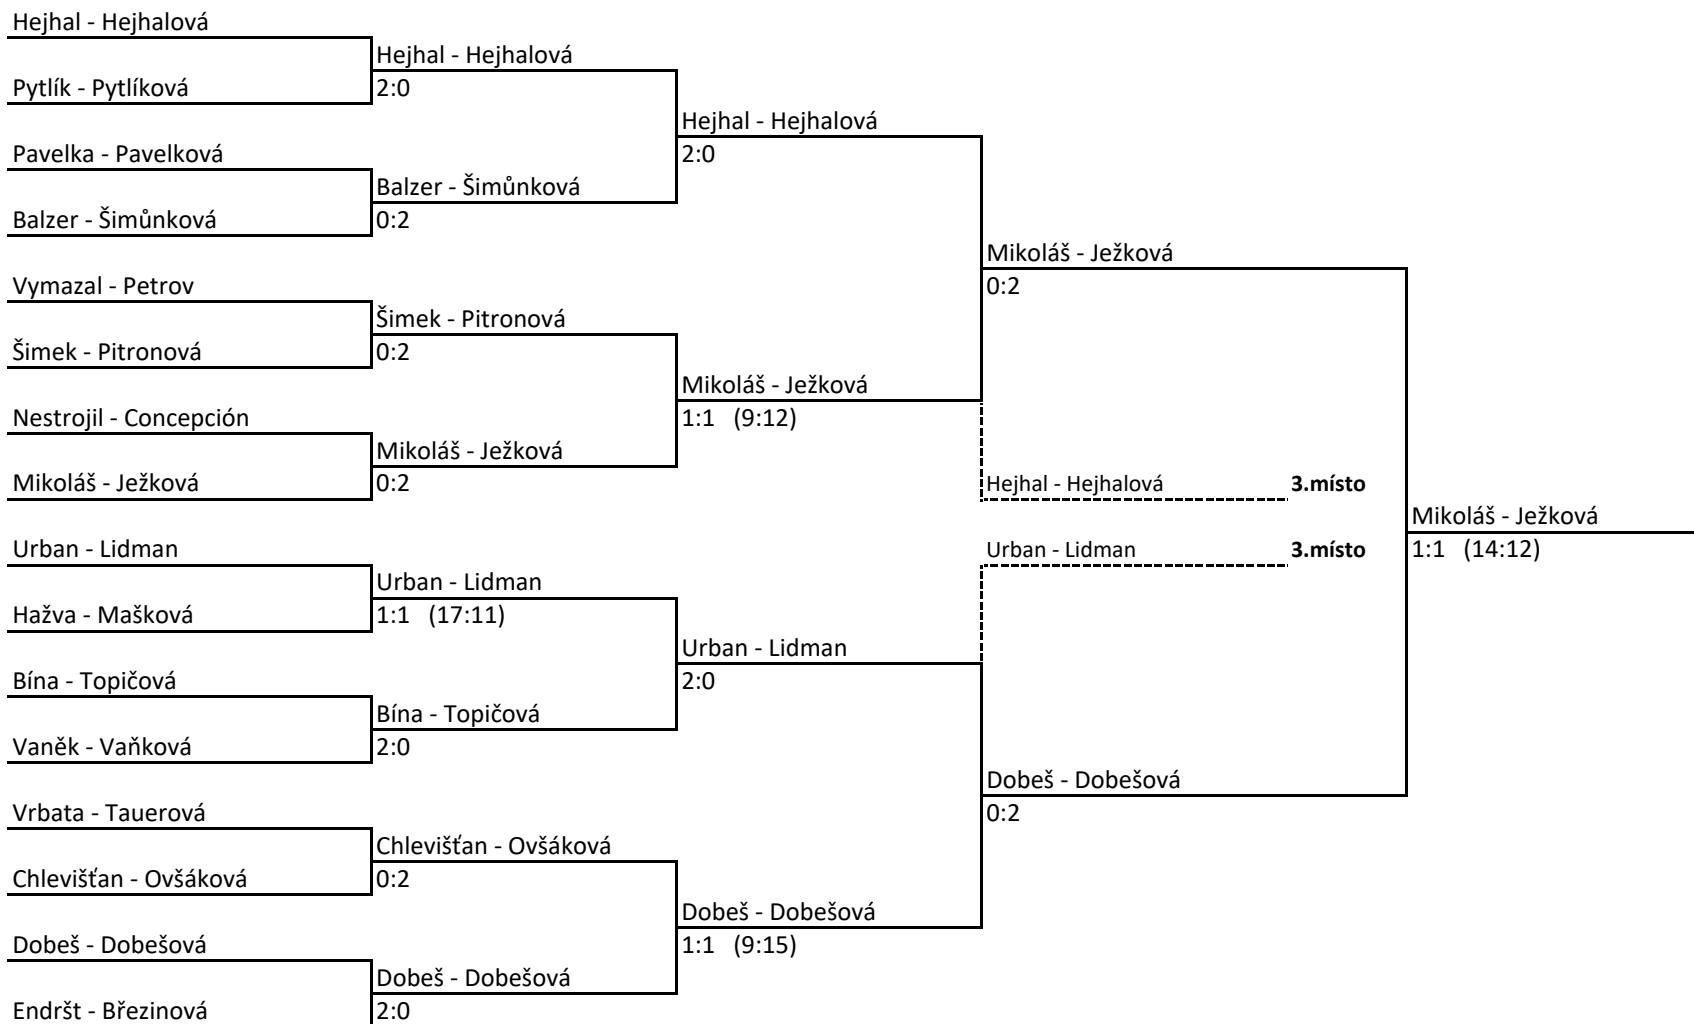 Hejhal - Hejhalová
Hejhal - Hejhalová
Pytlík - Pytlíková
2:0
Hejhal - Hejhalová
Pavelka - Pavelková
2:0
Balzer - Šimůnková
Balzer - Šimůnková
0:2
Mikoláš - Ježková
Vymazal - Petrov
0:2
Šimek - Pitronová
Šimek - Pitronová
0:2
Mikoláš - Ježková
Nestrojil - Concepción
1:1 (9:12)
Mikoláš - Ježková
Mikoláš - Ježková
0:2
Hejhal - Hejhalová 3.místo
Mikoláš - Ježková
Urban - Lidman
Urban - Lidman 3.místo
1:1 (14:12)
Urban - Lidman
Hažva - Mašková
1:1 (17:11)
Urban - Lidman
Bína - Topičová
2:0
Bína - Topičová
Vaněk - Vaňková
2:0
Dobeš - Dobešová
Vrbata - Tauerová
0:2
Chlevišťan - Ovšáková
Chlevišťan - Ovšáková
0:2
Dobeš - Dobešová
Dobeš - Dobešová
1:1 (9:15)
Dobeš - Dobešová
Endršt - Březinová
2:0